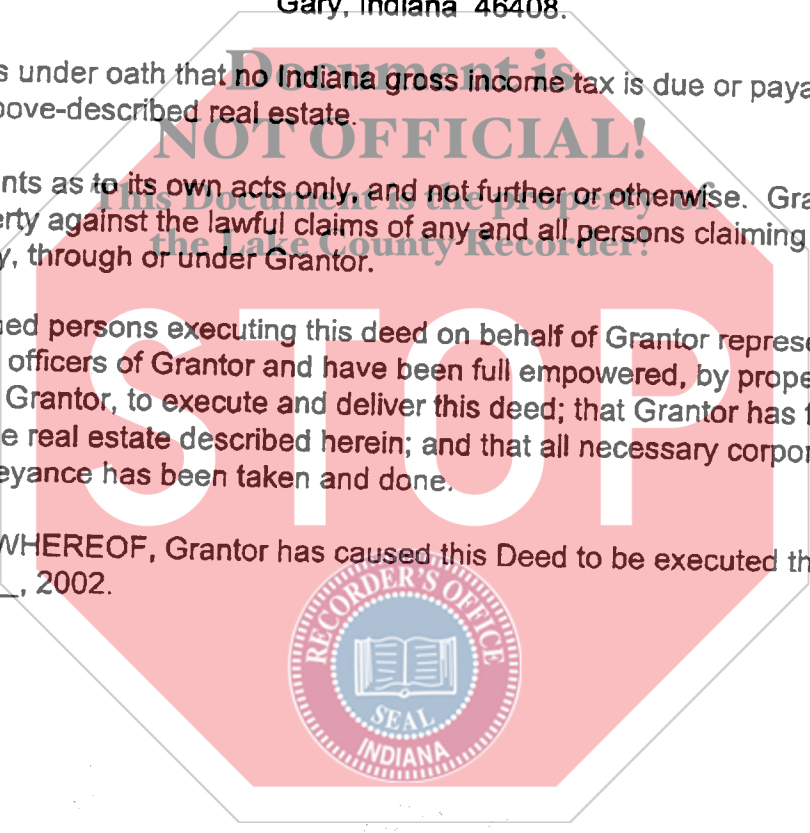 Gary, Indiana 46408.
Document is
s under oath that no Indiana gross income tax is due or paya
bove-described real estate.
NOT OFFICIAL!
nts as to its own acts only, and not further or otherwise. Gra
This Document is the property of
erty against the lawful claims of any and all persons claiming
the Lake County Recorder!
y, through or under Grantor.
STOP
ned persons executing this deed on behalf of Grantor represe
officers of Grantor and have been full empowered, by prope
Grantor, to execute and deliver this deed; that Grantor has f
e real estate described herein; and that all necessary corpor
eyance has been taken and done.
WHEREOF, Grantor has caused this Deed to be executed th
__, 2002.
RECORDER'S OFFICE
SEAL
INDIANA